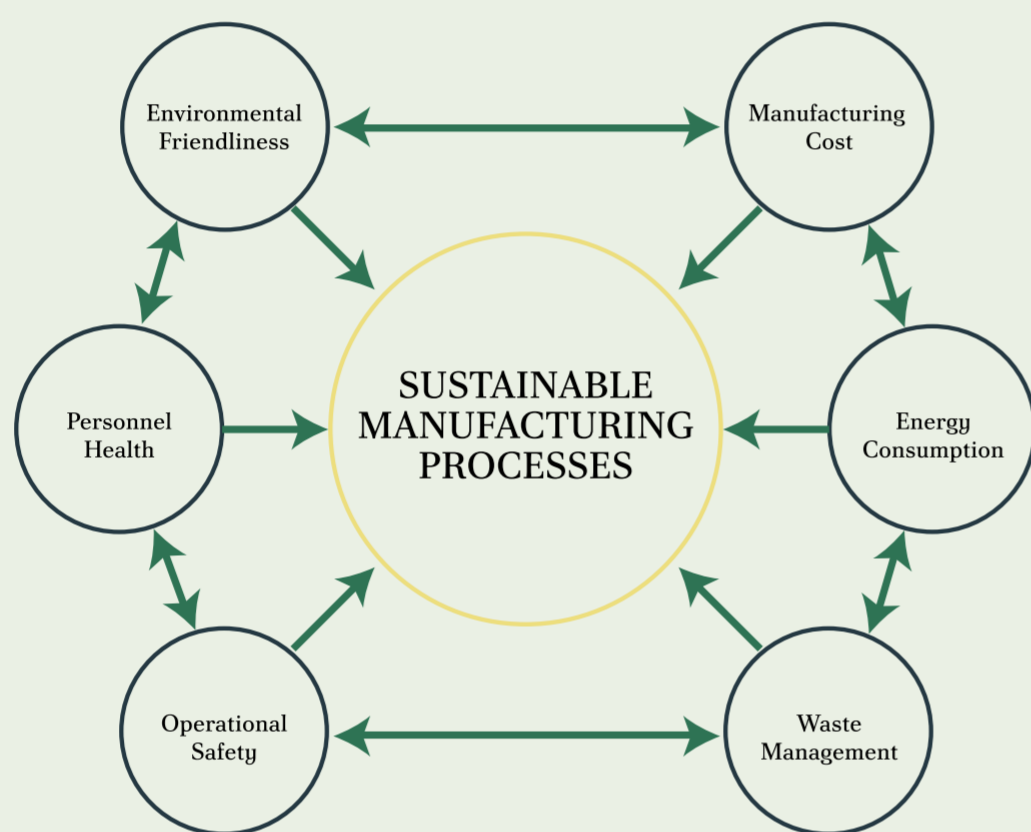 Environmental
Friendliness
Manufacturing
Cost
SUSTAINABLE
MANUFACTURING
PROCESSES
Personnel
Health
Energy
Consumption
Operational
Safety
Waste
Management